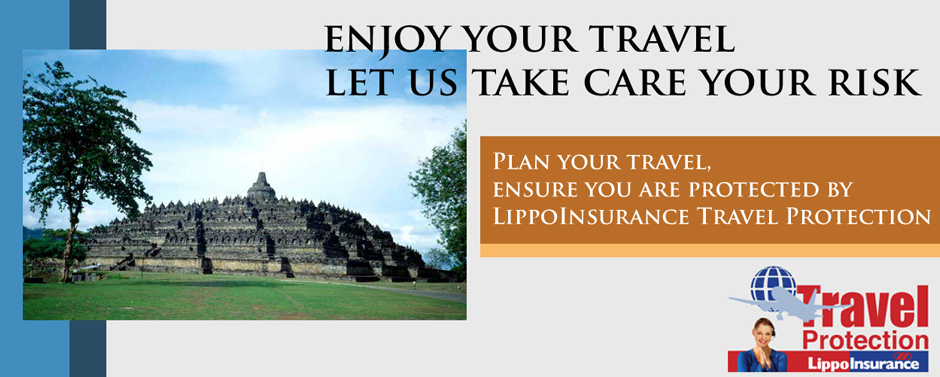 ENJOY YOUR TRAVEL
LET US TAKE CARE YOUR RISK
PLAN YOUR TRAVEL,
ENSURE YOU ARE PROTECTED BY
LIPPOINSURANCE TRAVEL PROTECTION
Travel
Protection
LippoInsurance